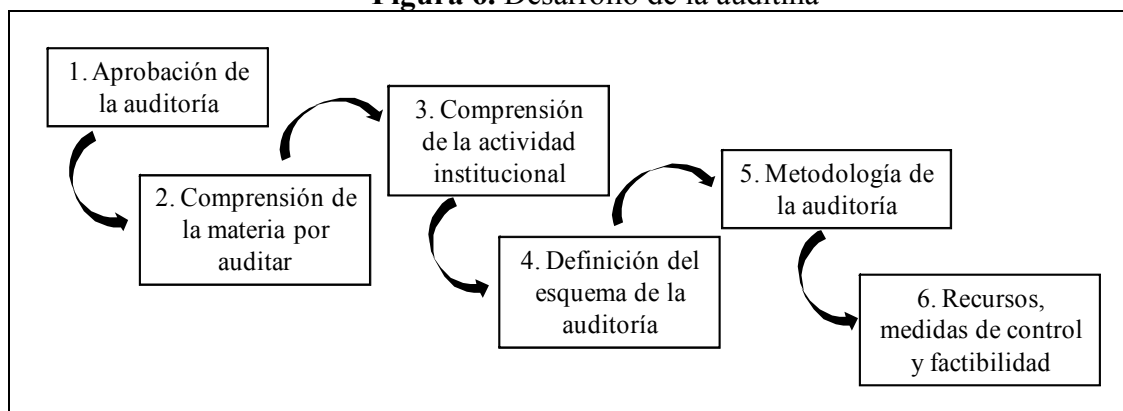 Figura 6. Desarrollo de la auditina
1. Aprobación de
la auditoría
2. Comprensión de
la materia por
auditar
3. Comprensión
de la actividad
institucional
4. Definición del
esquema de la
auditoría
5. Metodología de
la auditoría
6. Recursos,
medidas de control
y factibilidad